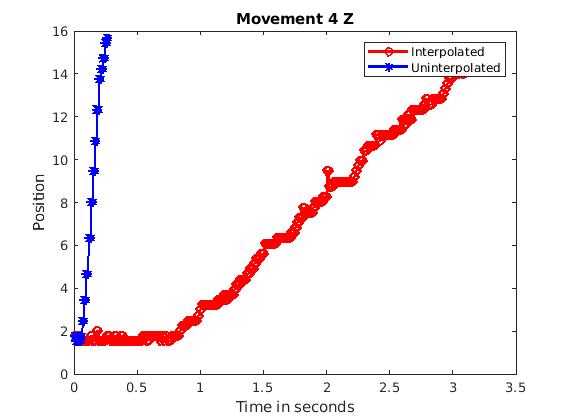 Movement 4 Z
Interpolated
Uninterpolated
Position
16
14
12
10
8
6
4
2
0
0 0.5 1 1.5 2 2.5 3 3.5
Time in seconds